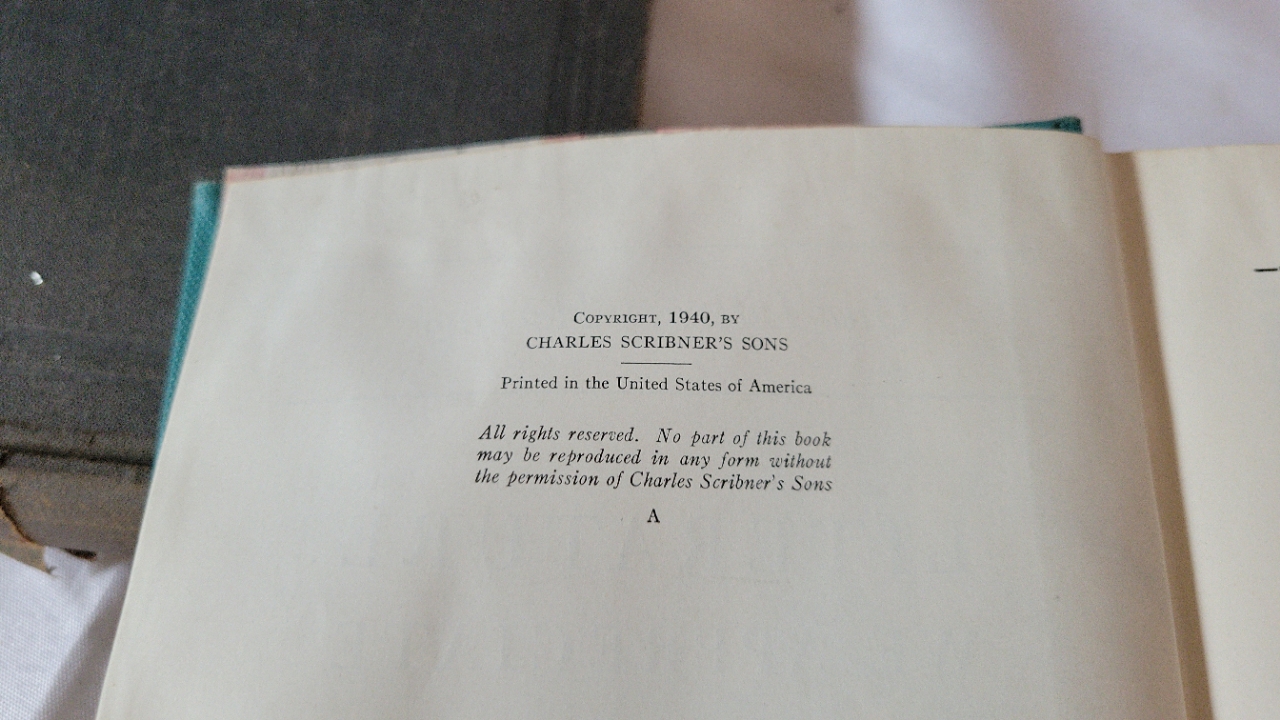 COPYRIGHT, 1940, BY
CHARLES SCRIBNER'S SONS
Printed in the United States of America
All rights reserved. No part of this book
may be reproduced in any form without
the permission of Charles Scribner's Sons
A